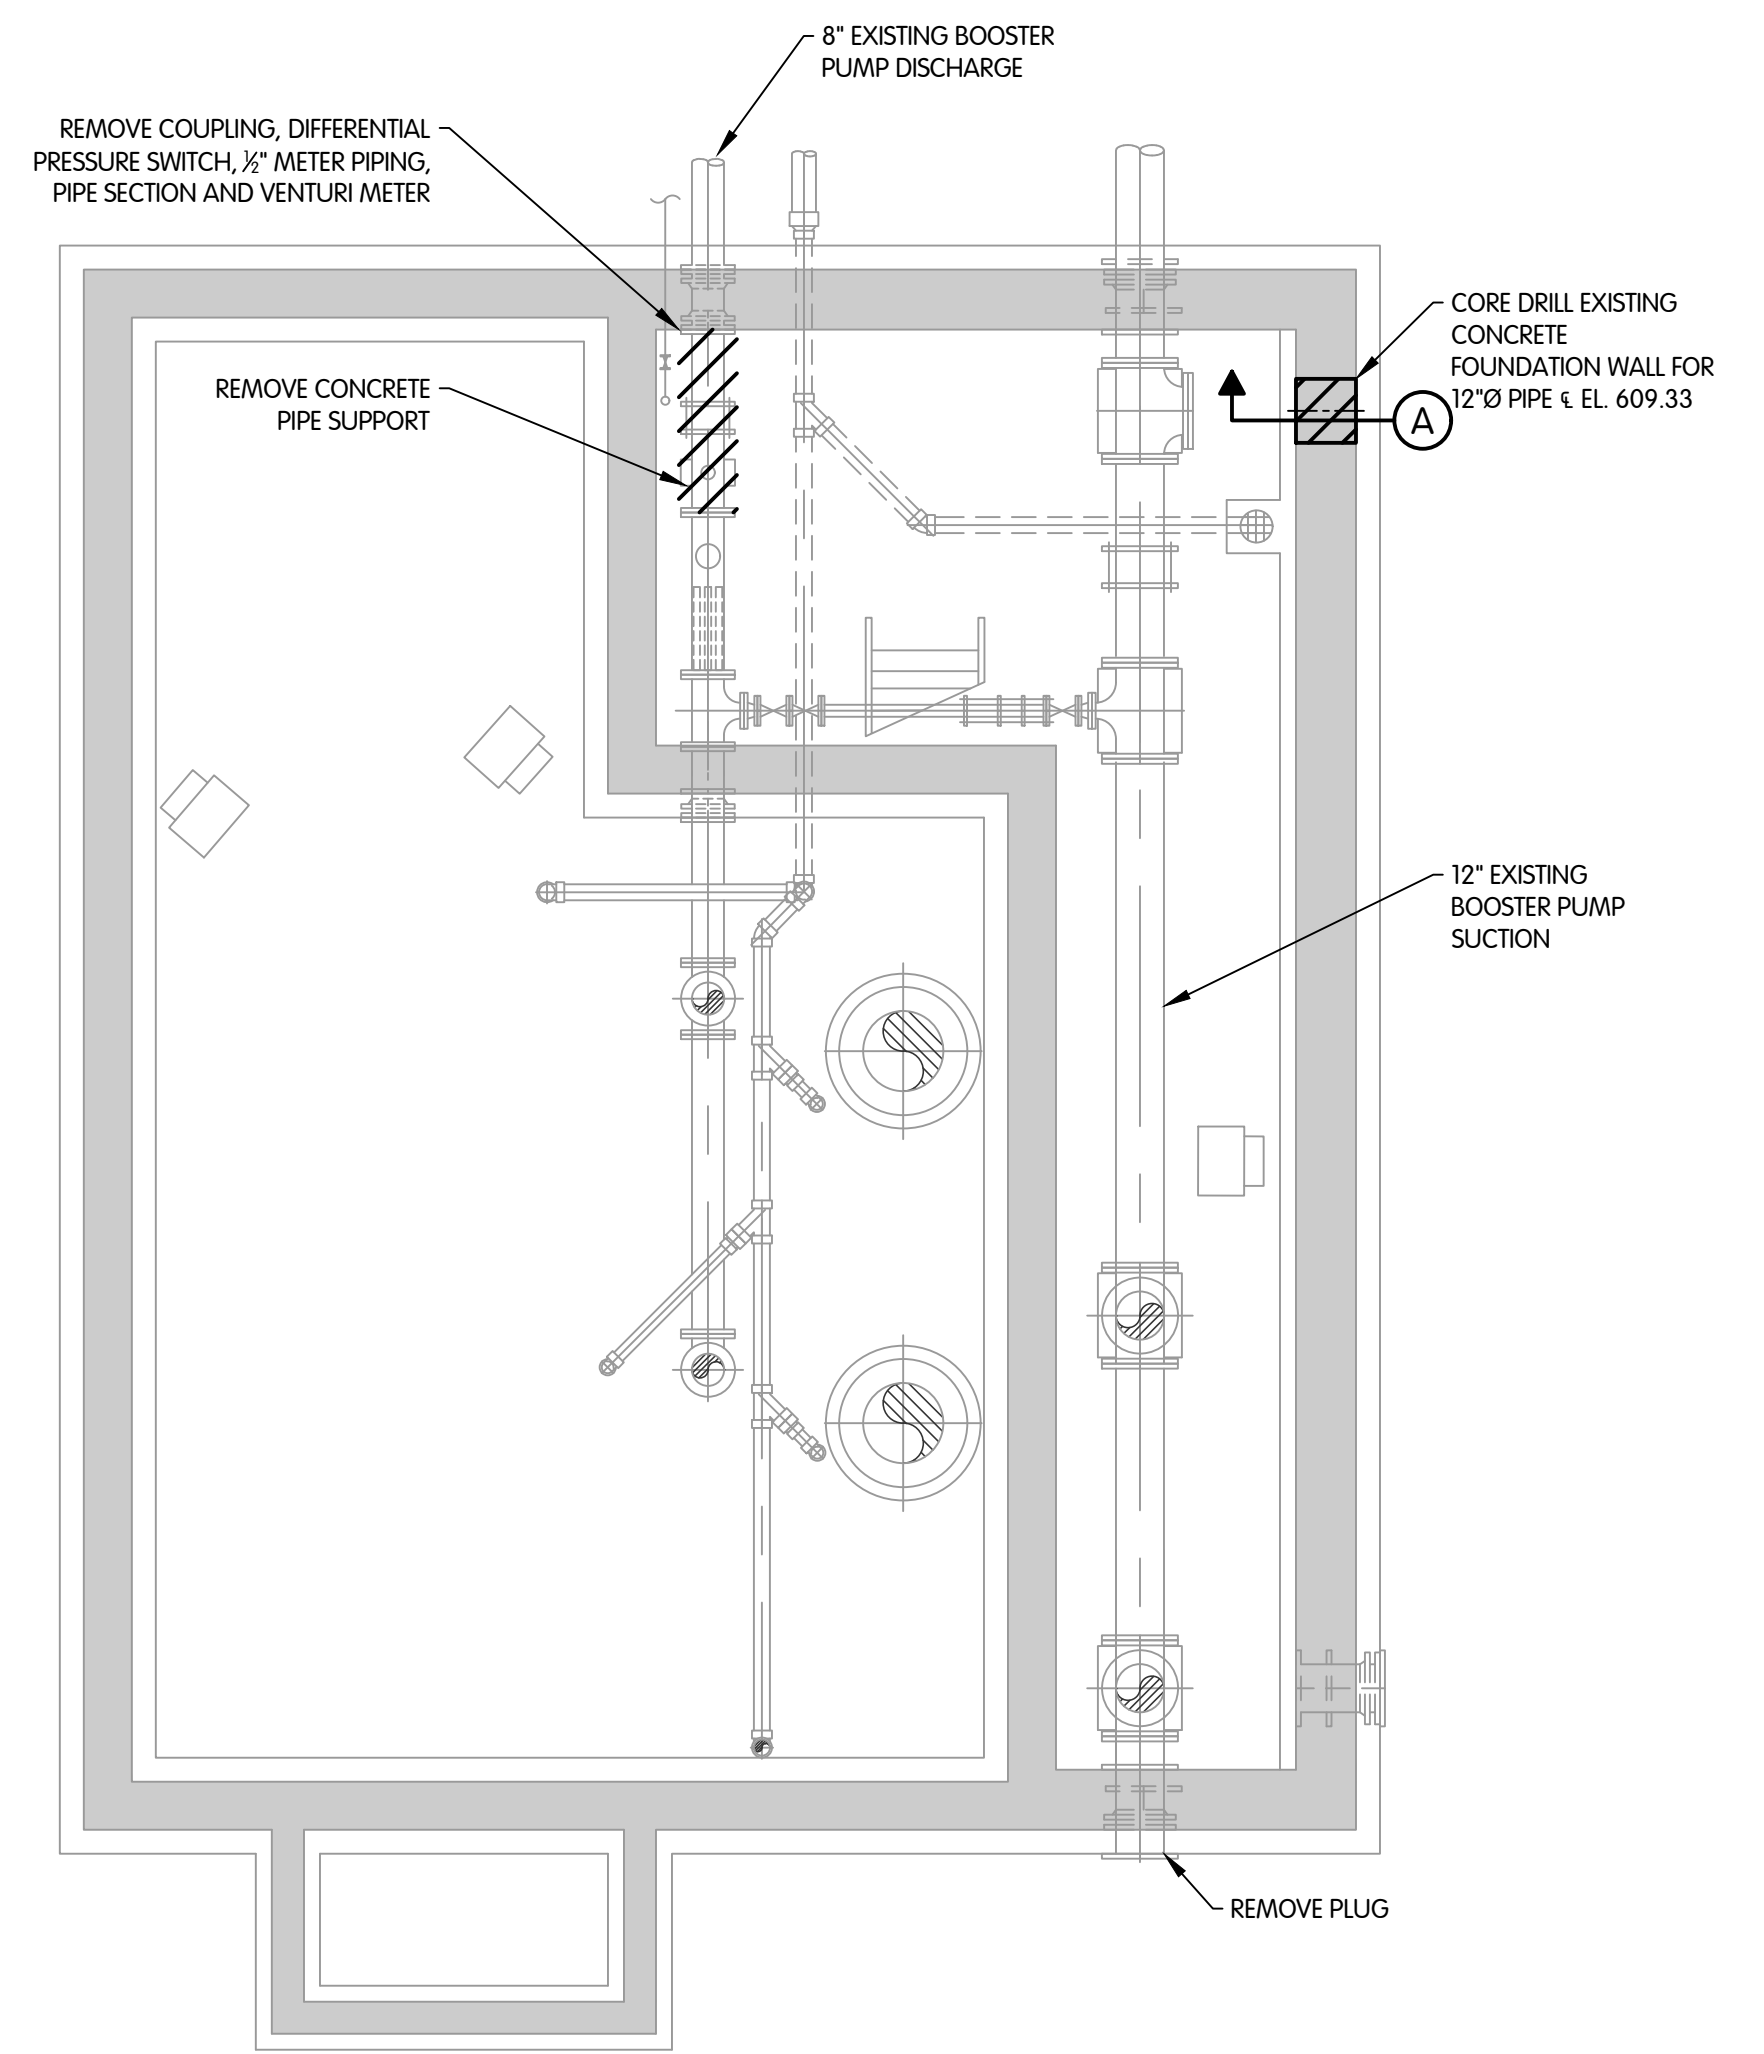 8" EXISTING BOOSTER
PUMP DISCHARGE
REMOVE COUPLING, DIFFERENTIAL
PRESSURE SWITCH, ½" METER PIPING,
PIPE SECTION AND VENTURI METER
REMOVE CONCRETE
PIPE SUPPORT
CORE DRILL EXISTING
CONCRETE
FOUNDATION WALL FOR
12"Ø PIPE ℄ EL. 609.33
A
12" EXISTING
BOOSTER PUMP
SUCTION
REMOVE PLUG